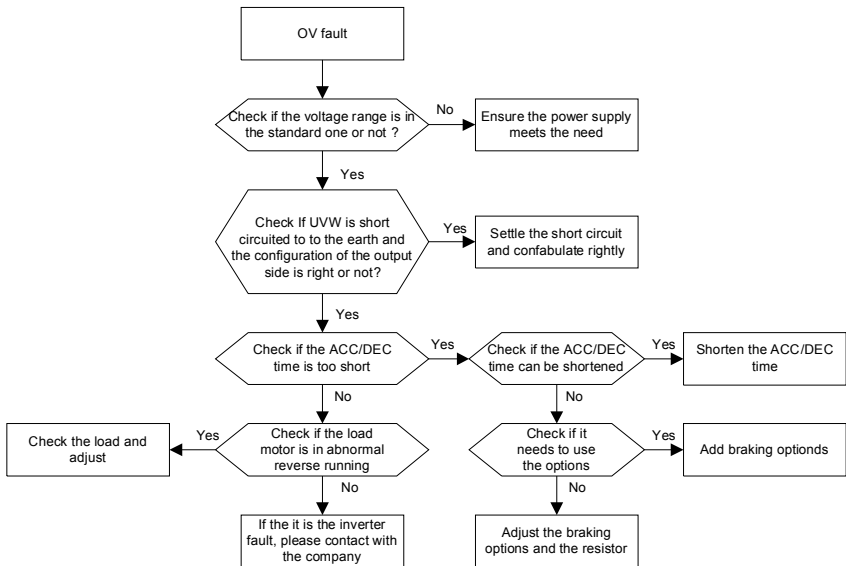 OV fault
Check if the voltage range is in
the standard one or not ?
No
Ensure the power supply
meets the need
Yes
Check If UVW is short
circuited to to the earth and
the configuration of the output
side is right or not?
Yes
Settle the short circuit
and confabulate rightly
Yes
Check if the ACC/DEC
time is too short
Yes
Check if the ACC/DEC
time can be shortened
Yes
Shorten the ACC/DEC
time
No
No
Check the load and
adjust
Yes
Check if the load
motor is in abnormal
reverse running
Check if it
needs to use
the options
Yes
Add braking optionds
No
No
If the it is the inverter
fault, please contact with
the company
Adjust the braking
options and the resistor